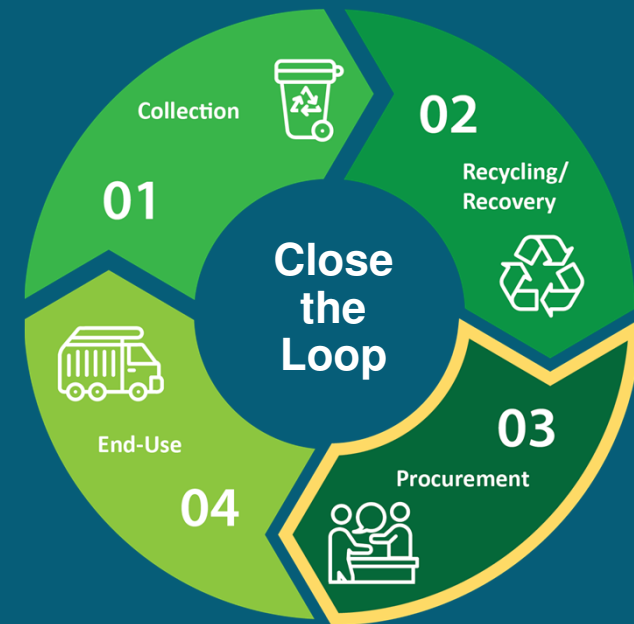 Collection
01
02
Recycling/
Recovery
Close
the
Loop
03
Procurement
End-Use
04